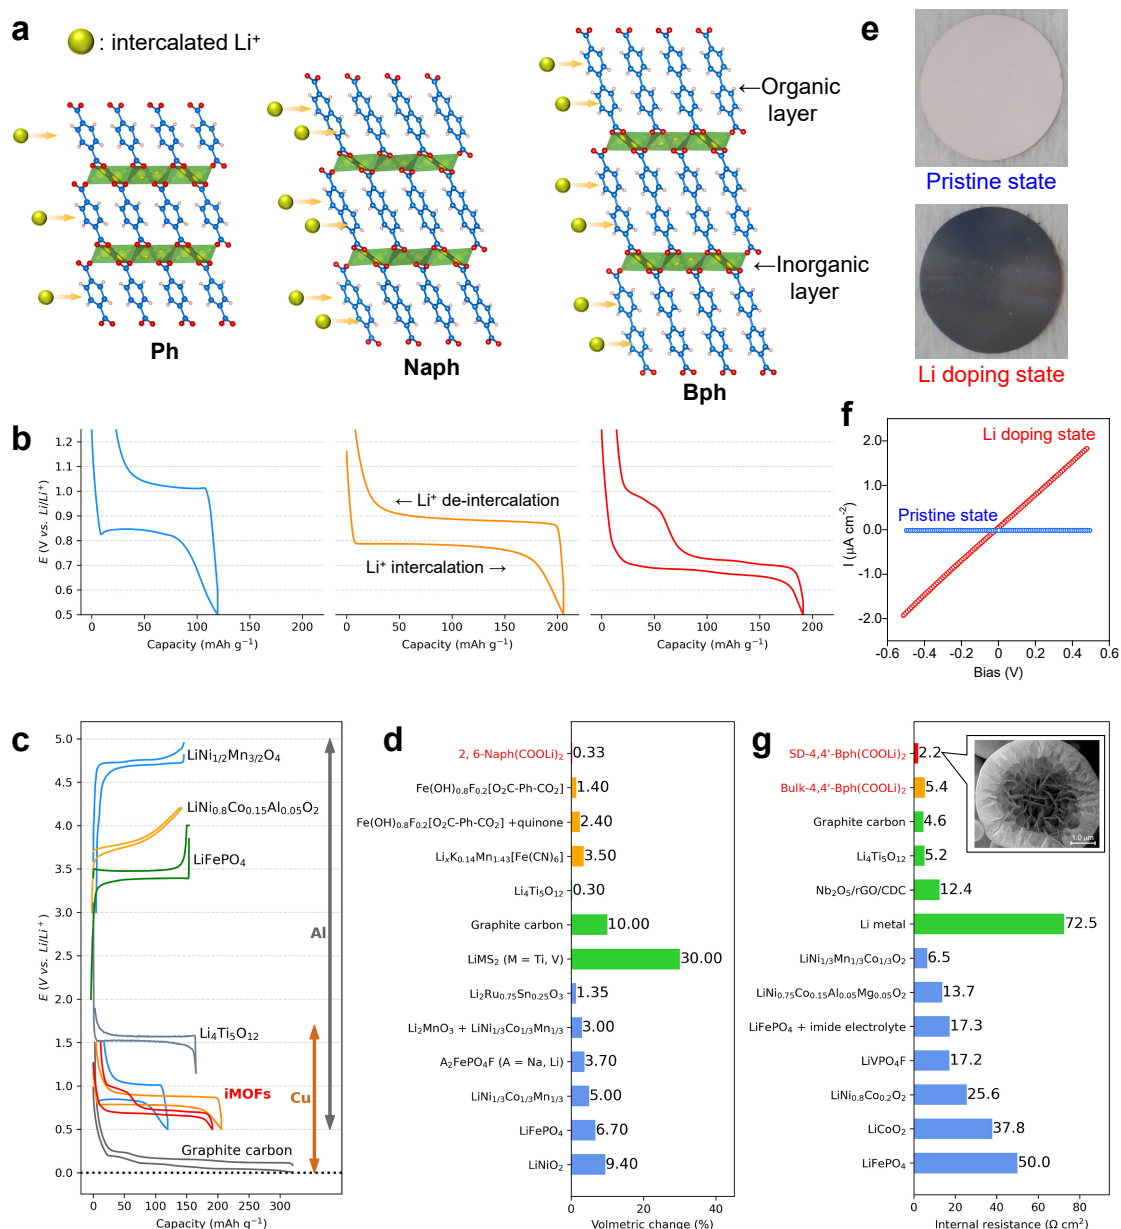 a
: intercalated Li⁺
Ph
Naph
Bph
←Organic
layer
←Inorganic
layer
e
Pristine state
Li doping state
b
E (V vs. Li/Li⁺)
1.2
1.1
1.0
0.9
0.8
0.7
0.6
0.5
← Li⁺ de-intercalation
Li⁺ intercalation →
0 50 100 150 200
Capacity (mAh g⁻¹)
0 50 100 150 200
Capacity (mAh g⁻¹)
0 50 100 150 200
Capacity (mAh g⁻¹)
f
I (μA cm⁻²)
2.0
1.0
0.0
-1.0
-2.0
Li doping state
Pristine state
-0.6 -0.4 -0.2 0.0 0.2 0.4 0.6
Bias (V)
c
E (V vs. Li/Li⁺)
5.0
4.5
4.0
3.5
3.0
2.5
2.0
1.5
1.0
0.5
0.0
LiNi₁/₂Mn₃/₂O₄
LiNi₀.₈Co₀.₁₅Al₀.₀₅O₂
LiFePO₄
Al
Li₄Ti₅O₁₂
iMOFs
Cu
Graphite carbon
0 50 100 150 200 250 300
Capacity (mAh g⁻¹)
d
2, 6-Naph(COOLi)₂ 0.33
Fe(OH)₀.₈F₀.₂[O₂C-Ph-CO₂] 1.40
Fe(OH)₀.₈F₀.₂[O₂C-Ph-CO₂] +quinone 2.40
LiₓK₀.₁₄Mn₁.₄₃[Fe(CN)₆] 3.50
Li₄Ti₅O₁₂ 0.30
Graphite carbon 10.00
LiMS₂ (M = Ti, V) 30.00
Li₂Ru₀.₇₅Sn₀.₂₅O₃ 1.35
Li₂MnO₃ + LiNi₁/₃Co₁/₃Mn₁/₃ 3.00
A₂FePO₄F (A = Na, Li) 3.70
LiNi₁/₃Co₁/₃Mn₁/₃ 5.00
LiFePO₄ 6.70
LiNiO₂ 9.40
0 20 40
Volmetric change (%)
g
SD-4,4'-Bph(COOLi)₂ 2.2
Bulk-4,4'-Bph(COOLi)₂ 5.4
Graphite carbon 4.6
Li₄Ti₅O₁₂ 5.2
Nb₂O₅/rGO/CDC 12.4
Li metal 72.5
LiNi₁/₃Mn₁/₃Co₁/₃O₂ 6.5
LiNi₀.₇₅Co₀.₁₅Al₀.₀₅Mg₀.₀₅O₂ 13.7
LiFePO₄ + imide electrolyte 17.3
LiVPO₄F 17.2
LiNi₀.₈Co₀.₂O₂ 25.6
LiCoO₂ 37.8
LiFePO₄ 50.0
1.0 μm
0 20 40 60 80
Internal resistance (Ω cm²)